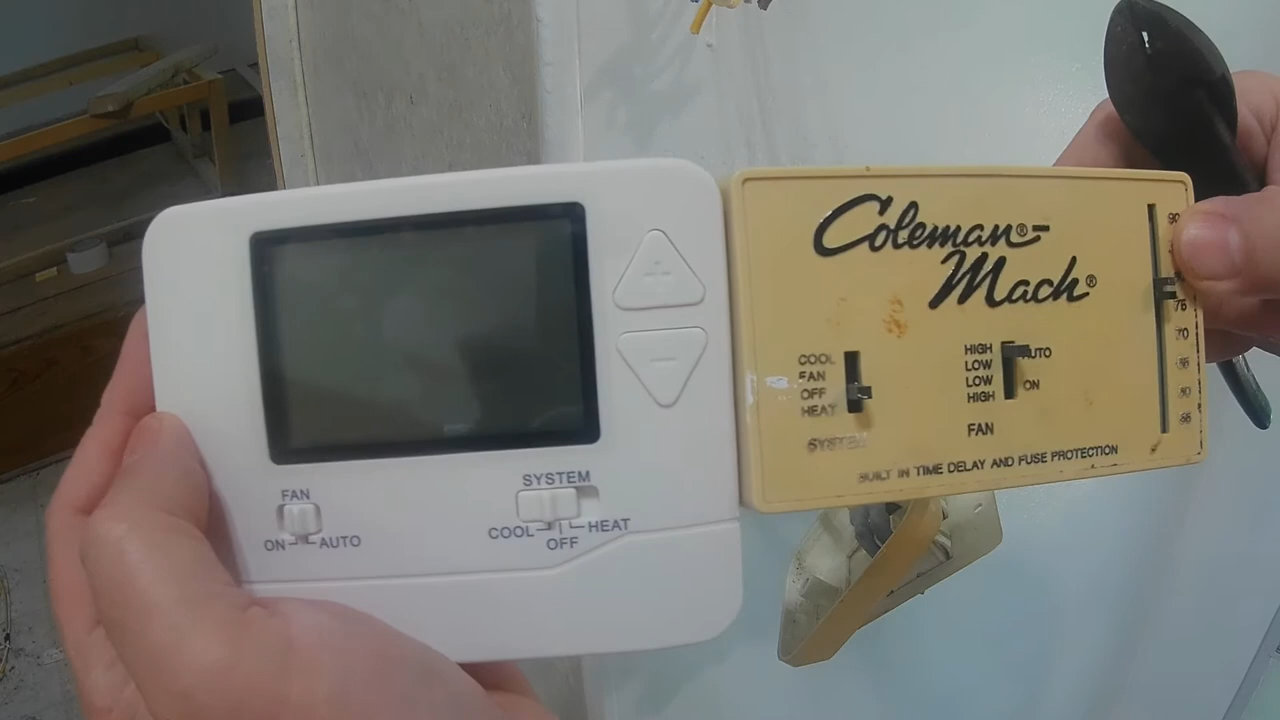 FAN
ON AUTO
SYSTEM
COOL HEAT
OFF
Coleman®-
Mach®
COOL
FAN
OFF
HEAT
SYSTEM
HIGH
LOW
LOW
HIGH
AUTO
ON
FAN
BUILT IN TIME DELAY AND FUSE PROTECTION
90
75
70